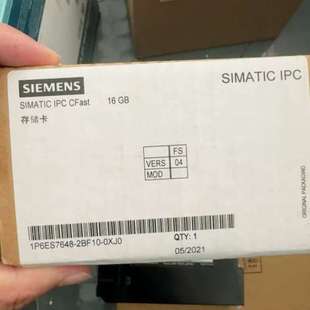 SIEMENS
SIMATIC IPC
SIMATIC IPC CFast 16 GB
存储卡
FS
VERS 04
MOD
1P6ES7648-2BF10-0XJ0
QTY: 1
05/2021
ORIGINAL PACKAGING